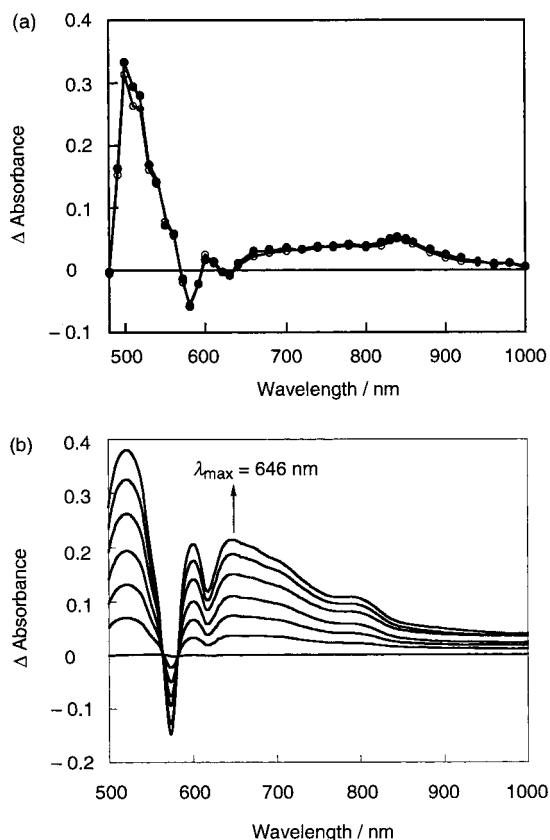 (a)
0.4
0.3
0.2
0.1
0
– 0.1
Δ Absorbance
500 600 700 800 900 1000
Wavelength / nm
(b)
0.4
0.3
0.2
0.1
0
– 0.1
– 0.2
Δ Absorbance
λmax = 646 nm
500 600 700 800 900 1000
Wavelength / nm